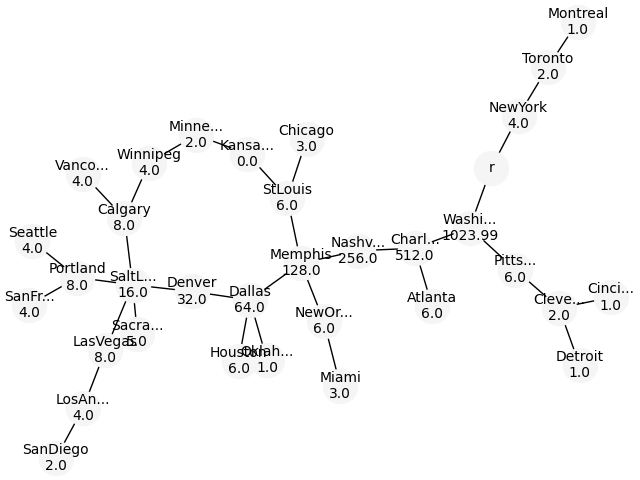 Montreal
1.0
Toronto
2.0
NewYork
4.0
r
Washi...
1023.99
Pitts...
6.0
Cleve...
2.0
Cinci...
1.0
Detroit
1.0
Charl...
512.0
Atlanta
6.0
Nashv...
256.0
Memphis
128.0
StLouis
6.0
Chicago
3.0
Kansa...
0.0
Minne...
2.0
Winnipeg
4.0
Vanco...
4.0
Calgary
8.0
Seattle
4.0
Portland
8.0
SanFr...
4.0
SaltL...
16.0
Sacra...
5.0
LasVegas
8.0
LosAn...
4.0
SanDiego
2.0
Denver
32.0
Dallas
64.0
Houston
6.0
Oklah...
1.0
NewOr...
6.0
Miami
3.0